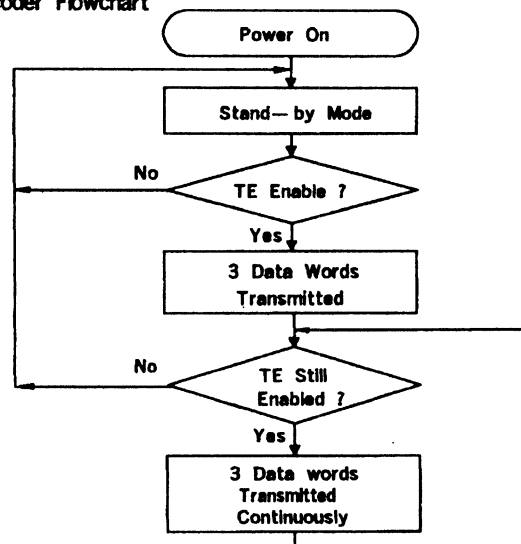 Flowchart
Power On
Stand-by Mode
No
TE Enable ?
Yes
3 Data Words
Transmitted
No
TE Still
Enabled ?
Yes
3 Data words
Transmitted
Continuously